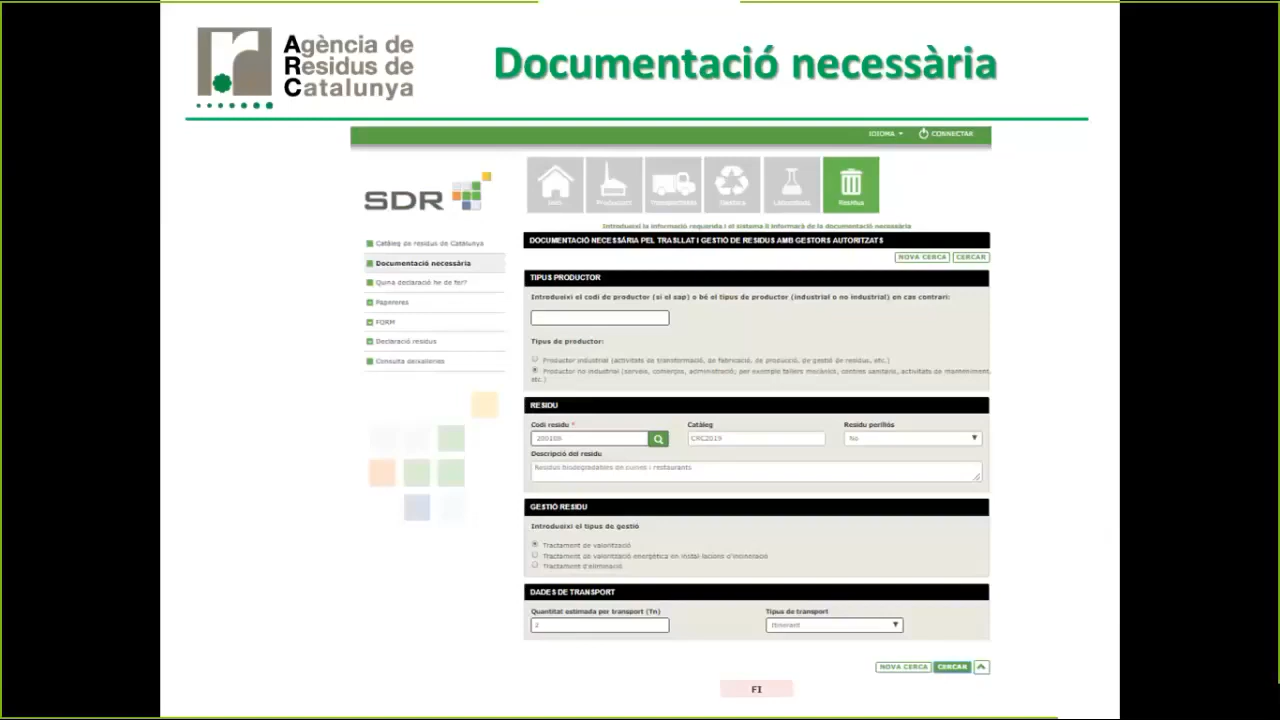 Agència de
Residus de
Catalunya
Documentació necessària
IDIOMA
CONNECTAR
SDR
Inici
Productors
Transportistes
Gestors
Laboratoris
Residus
Introdueixi la informació requerida i el sistema li informarà de la documentació necessària
Catàleg de residus de Catalunya
Documentació necessària
Quina declaració he de fer?
Papereres
FORM
Declaració residus
Consulta deixalleries
DOCUMENTACIÓ NECESSÀRIA PEL TRASLLAT I GESTIÓ DE RESIDUS AMB GESTORS AUTORITZATS
NOVA CERCA CERCAR
TIPUS PRODUCTOR
Introdueixi el codi de productor (si el sap) o bé el tipus de productor (industrial o no industrial) en cas contrari:
Tipus de productor:
Productor industrial (activitats de transformació, de fabricació, de producció, de gestió de residus, etc.)
Productor no industrial (serveis, comerços, administració; per exemple tallers mecànics, centres sanitaris, activitats de manteniment,
etc.)
RESIDU
Codi residu *
Catàleg
Residu perillós
200108
CRC2019
No
Descripció del residu
Residus biodegradables de cuines i restaurants
GESTIÓ RESIDU
Introdueixi el tipus de gestió
Tractament de valorització
Tractament de valorització energètica en instal·lacions d'incineració
Tractament d'eliminació
DADES DE TRANSPORT
Quantitat estimada per transport (Tn)
Tipus de transport
2
Itinerant
NOVA CERCA CERCAR
FI